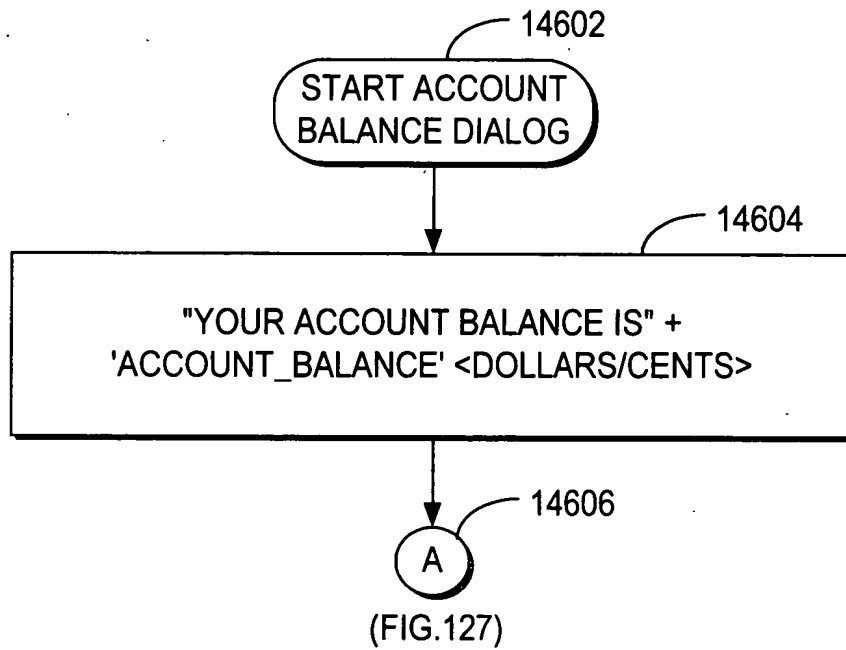 14602
START ACCOUNT
BALANCE DIALOG
14604
"YOUR ACCOUNT BALANCE IS" +
'ACCOUNT_BALANCE' <DOLLARS/CENTS>
14606
A
(FIG.127)